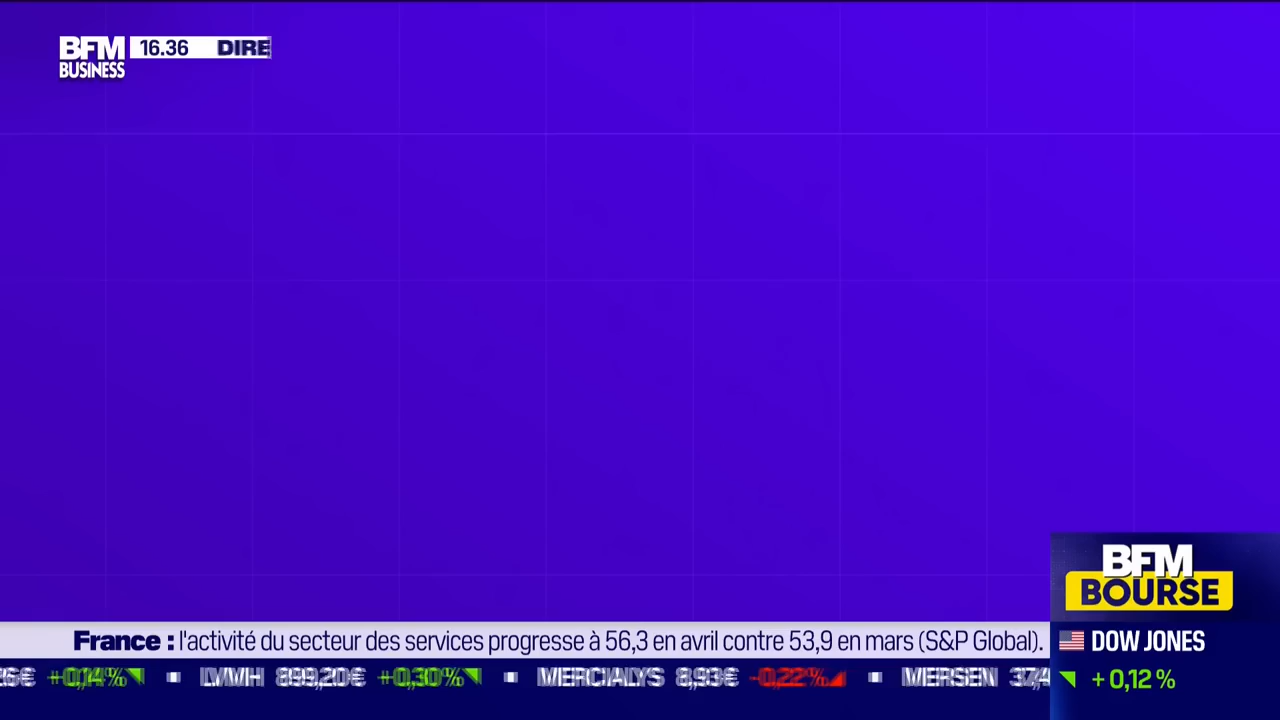 BFM 16.36 DIRE
BUSINESS
BFM
BOURSE
France : l'activité du secteur des services progresse à 56,3 en avril contre 53,9 en mars (S&P Global).
DOW JONES
+0,14% LVMH 899,20€ +0,30% MERCIALYS 8,93€ -0,22% MERSEN
+0,12%